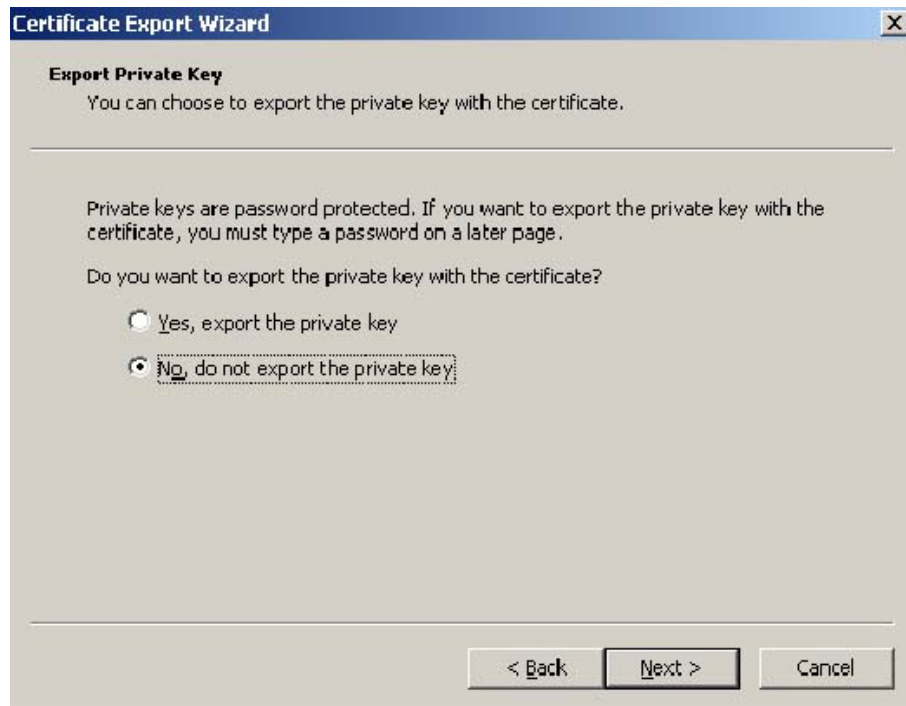 Certificate Export Wizard
Export Private Key
You can choose to export the private key with the certificate.
Private keys are password protected. If you want to export the private key with the
certificate, you must type a password on a later page.
Do you want to export the private key with the certificate?
Yes, export the private key
No, do not export the private key
< Back
Next >
Cancel